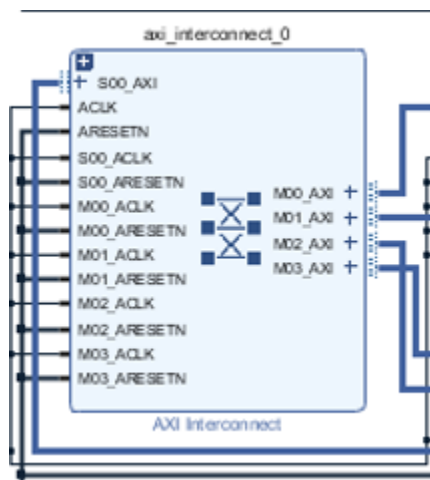 axi_interconnect_0
S00_AXI
ACLK
ARESETN
S00_ACLK
S00_ARESETN
M00_ACLK
M00_ARESETN
M01_ACLK
M01_ARESETN
M02_ACLK
M02_ARESETN
M03_ACLK
M03_ARESETN
M00_AXI
M01_AXI
M02_AXI
M03_AXI
AXI Interconnect